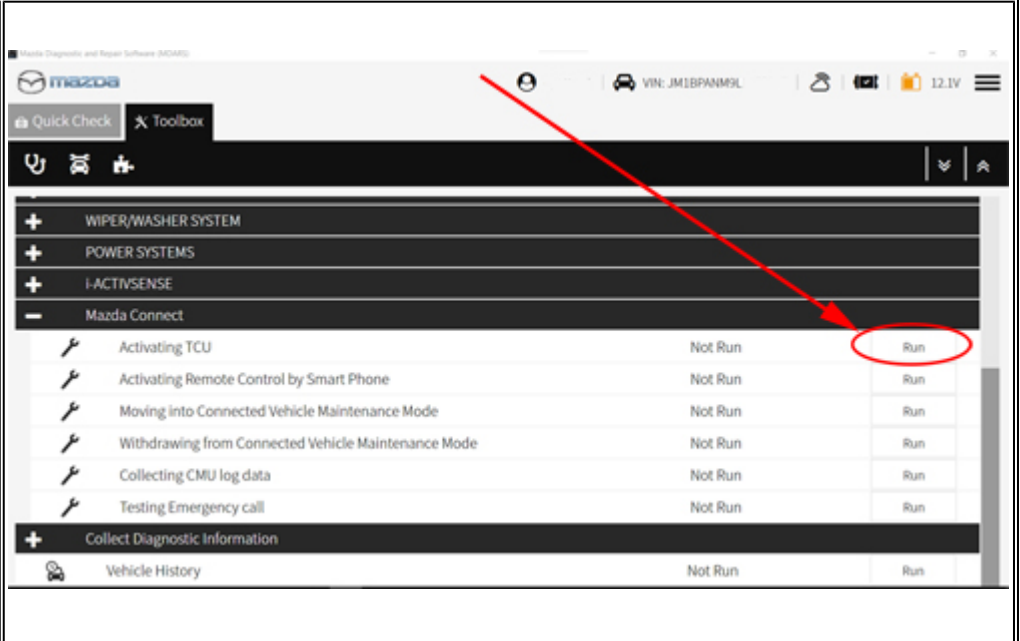 Mazda Diagnostic and Repair Software (MDARS)
mazda VIN: JM1BPANM9L 12.1V
Quick Check Toolbox
WIPER/WASHER SYSTEM
POWER SYSTEMS
i-ACTIVSENSE
Mazda Connect
Activating TCU Not Run Run
Activating Remote Control by Smart Phone Not Run Run
Moving into Connected Vehicle Maintenance Mode Not Run Run
Withdrawing from Connected Vehicle Maintenance Mode Not Run Run
Collecting CMU log data Not Run Run
Testing Emergency call Not Run Run
Collect Diagnostic Information
Vehicle History Not Run Run